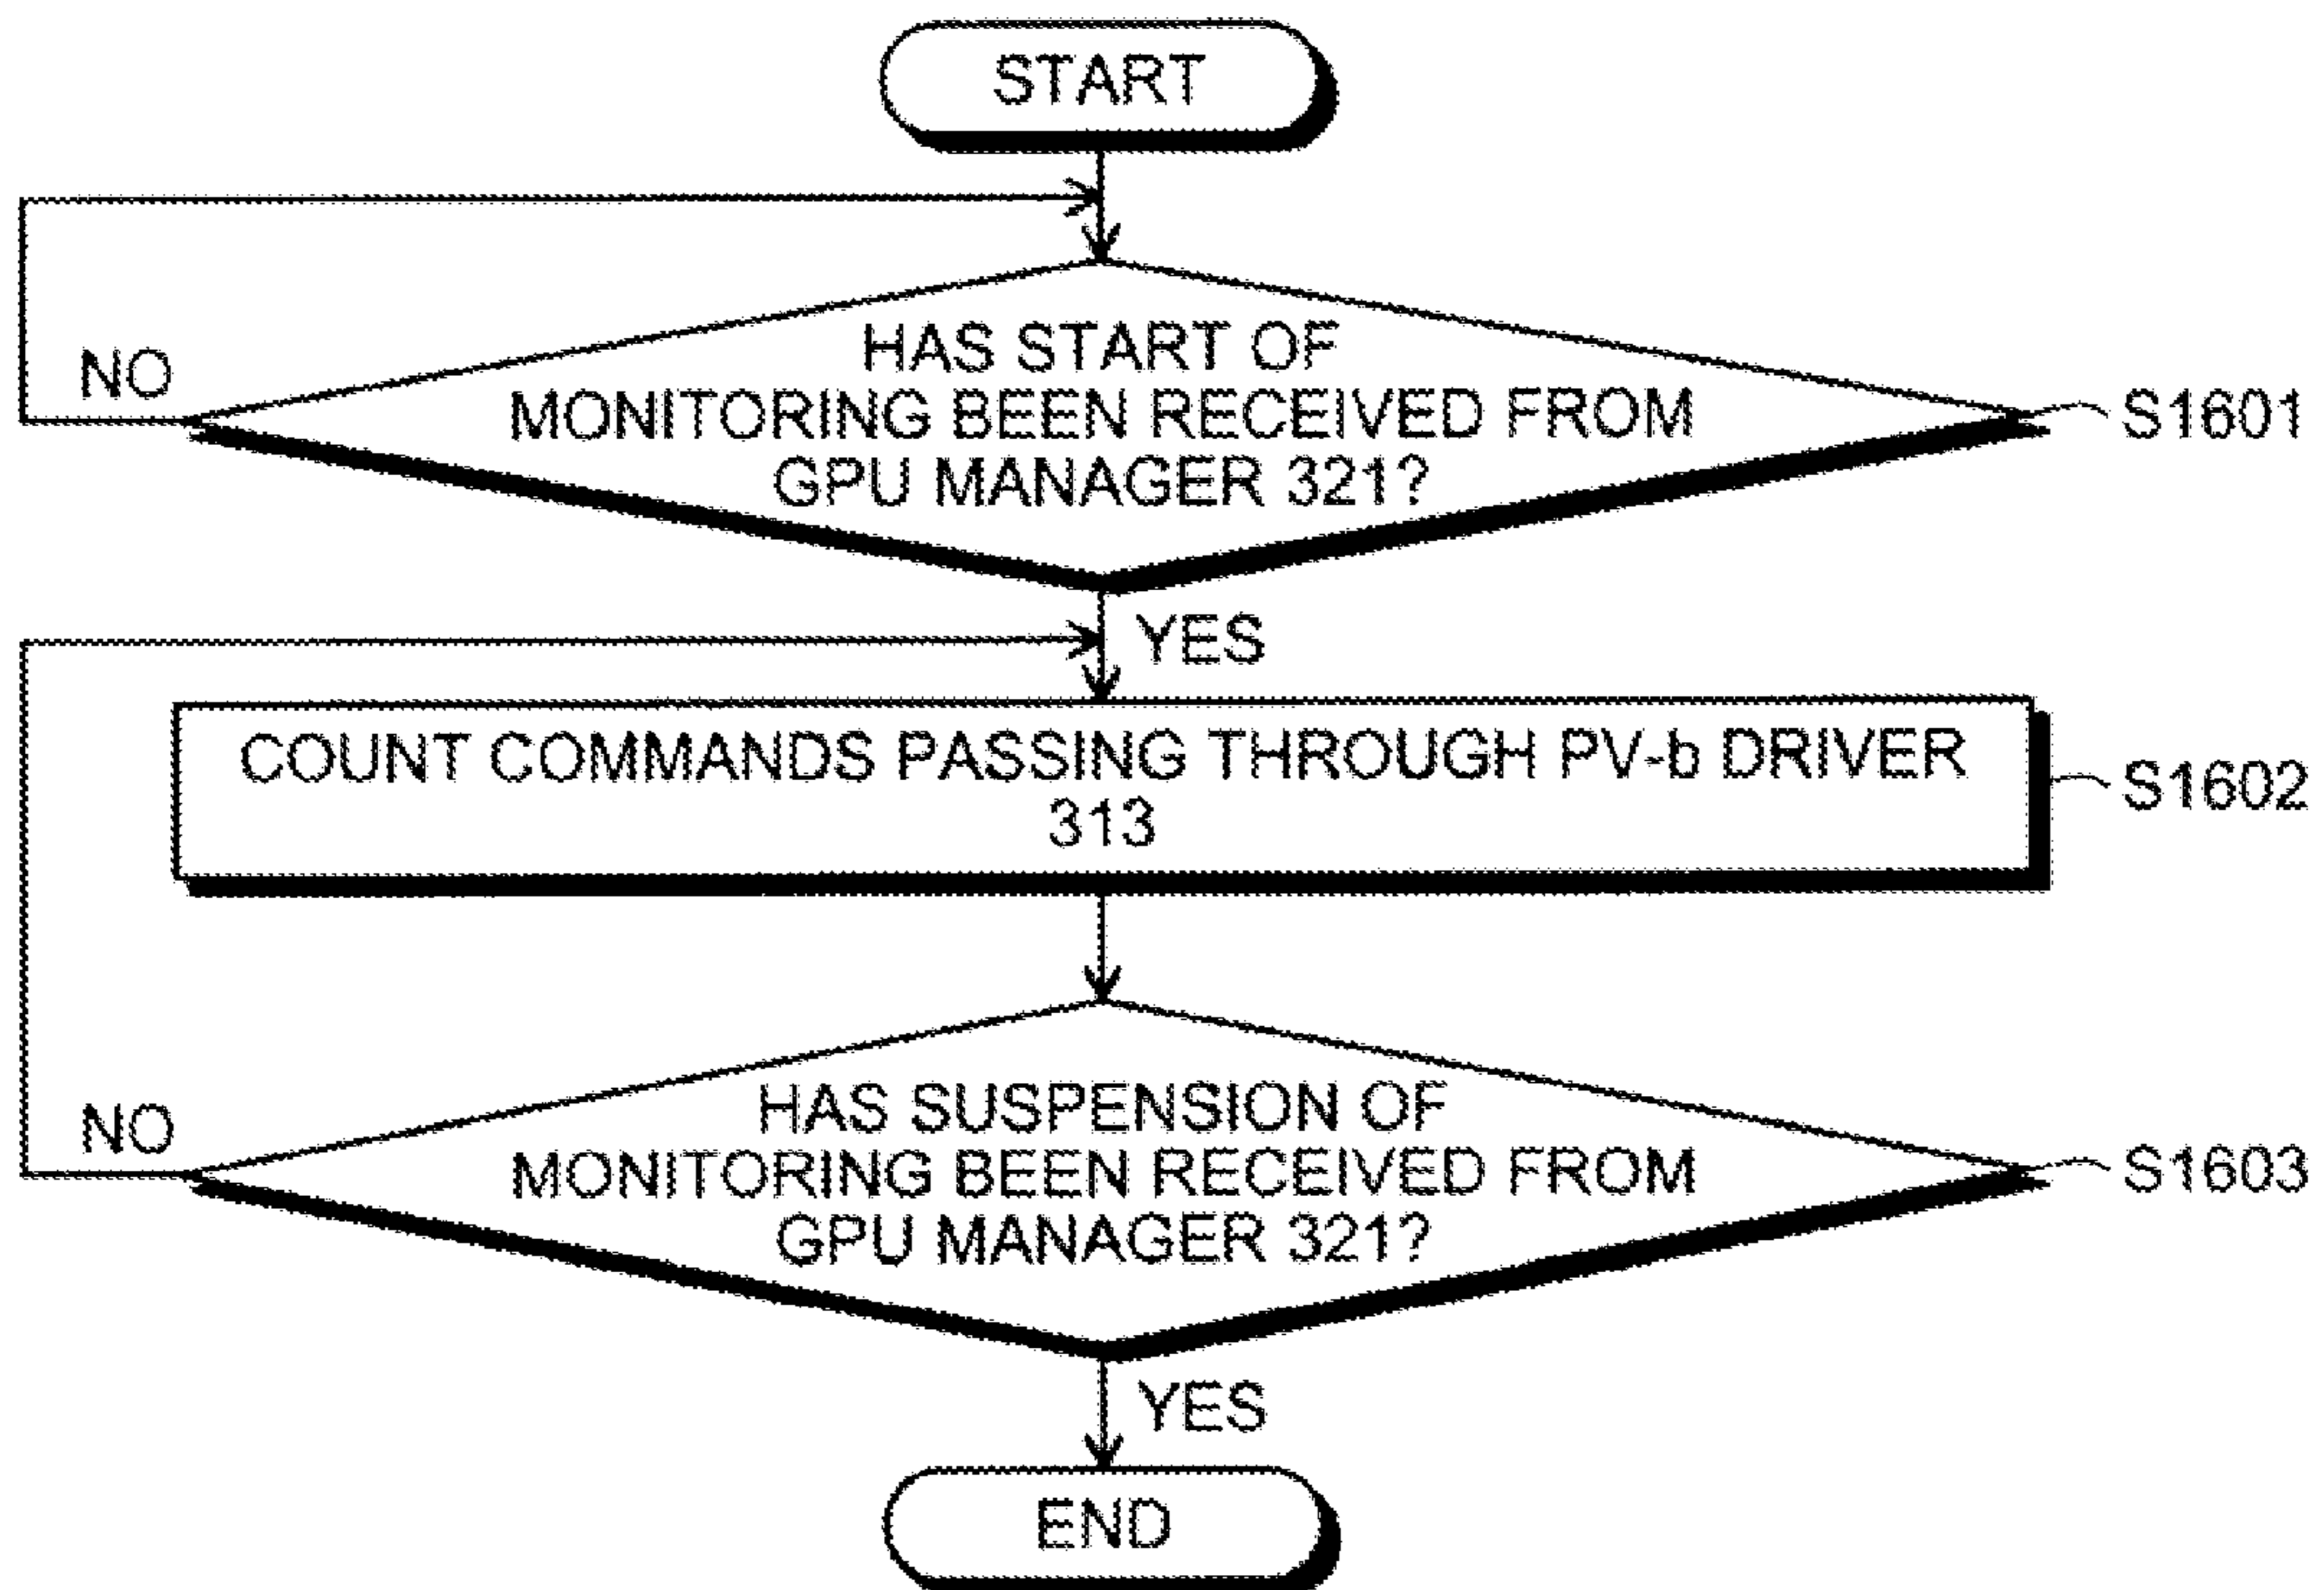 START
HAS START OF
NO
MONITORING BEEN RECEIVED FROM
S1601
GPU MANAGER 321?
YES
COUNT COMMANDS PASSING THROUGH PV-b DRIVER
S1602
313
HAS SUSPENSION OF
NO
MONITORING BEEN RECEIVED FROM
S1603
GPU MANAGER 321?
YES
END